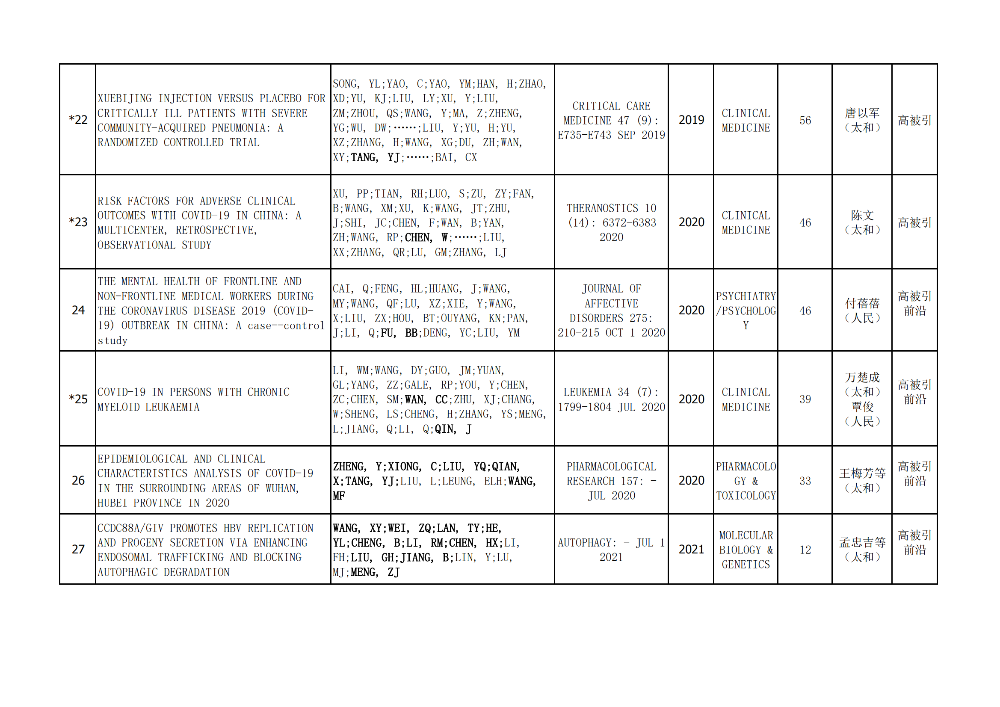 *22
XUEBIJING INJECTION VERSUS PLACEBO FOR
CRITICALLY ILL PATIENTS WITH SEVERE
COMMUNITY-ACQUIRED PNEUMONIA: A
RANDOMIZED CONTROLLED TRIAL
SONG, YL;YAO, C;YAO, YM;HAN, H;ZHAO,
XD;YU, KJ;LIU, LY;XU, Y;LIU,
ZM;ZHOU, QS;WANG, Y;MA, Z;ZHENG,
YG;WU, DW;……;LIU, Y;YU, H;YU,
XZ;ZHANG, H;WANG, XG;DU, ZH;WAN,
XY;TANG, YJ;……;BAI, CX
CRITICAL CARE
MEDICINE 47 (9):
E735-E743 SEP 2019
2019
CLINICAL
MEDICINE
56
唐以军
（太和）
高被引
*23
RISK FACTORS FOR ADVERSE CLINICAL
OUTCOMES WITH COVID-19 IN CHINA: A
MULTICENTER, RETROSPECTIVE,
OBSERVATIONAL STUDY
XU, PP;TIAN, RH;LUO, S;ZU, ZY;FAN,
B;WANG, XM;XU, K;WANG, JT;ZHU,
J;SHI, JC;CHEN, F;WAN, B;YAN,
ZH;WANG, RP;CHEN, W;……;LIU,
XX;ZHANG, QR;LU, GM;ZHANG, LJ
THERANOSTICS 10
(14): 6372-6383
2020
2020
CLINICAL
MEDICINE
46
陈文
（太和）
高被引
24
THE MENTAL HEALTH OF FRONTLINE AND
NON-FRONTLINE MEDICAL WORKERS DURING
THE CORONAVIRUS DISEASE 2019 (COVID-
19) OUTBREAK IN CHINA: A case--control
study
CAI, Q;FENG, HL;HUANG, J;WANG,
MY;WANG, QF;LU, XZ;XIE, Y;WANG,
X;LIU, ZX;HOU, BT;OUYANG, KN;PAN,
J;LI, Q;FU, BB;DENG, YC;LIU, YM
JOURNAL OF
AFFECTIVE
DISORDERS 275:
210-215 OCT 1 2020
2020
PSYCHIATRY
/PSYCHOLOG
Y
46
付蓓蓓
（人民）
高被引
前沿
*25
COVID-19 IN PERSONS WITH CHRONIC
MYELOID LEUKAEMIA
LI, WM;WANG, DY;GUO, JM;YUAN,
GL;YANG, ZZ;GALE, RP;YOU, Y;CHEN,
ZC;CHEN, SM;WAN, CC;ZHU, XJ;CHANG,
W;SHENG, LS;CHENG, H;ZHANG, YS;MENG,
L;JIANG, Q;LI, Q;QIN, J
LEUKEMIA 34 (7):
1799-1804 JUL 2020
2020
CLINICAL
MEDICINE
39
万楚成
（太和）
覃俊
（人民）
高被引
前沿
26
EPIDEMIOLOGICAL AND CLINICAL
CHARACTERISTICS ANALYSIS OF COVID-19
IN THE SURROUNDING AREAS OF WUHAN,
HUBEI PROVINCE IN 2020
ZHENG, Y;XIONG, C;LIU, YQ;QIAN,
X;TANG, YJ;LIU, L;LEUNG, ELH;WANG,
MF
PHARMACOLOGICAL
RESEARCH 157: -
JUL 2020
2020
PHARMACOLO
GY &
TOXICOLOGY
33
王梅芳等
（太和）
高被引
前沿
27
CCDC88A/GIV PROMOTES HBV REPLICATION
AND PROGENY SECRETION VIA ENHANCING
ENDOSOMAL TRAFFICKING AND BLOCKING
AUTOPHAGIC DEGRADATION
WANG, XY;WEI, ZQ;LAN, TY;HE,
YL;CHENG, B;LI, RM;CHEN, HX;LI,
FH;LIU, GH;JIANG, B;LIN, Y;LU,
MJ;MENG, ZJ
AUTOPHAGY: - JUL 1
2021
2021
MOLECULAR
BIOLOGY &
GENETICS
12
孟忠吉等
（太和）
高被引
前沿